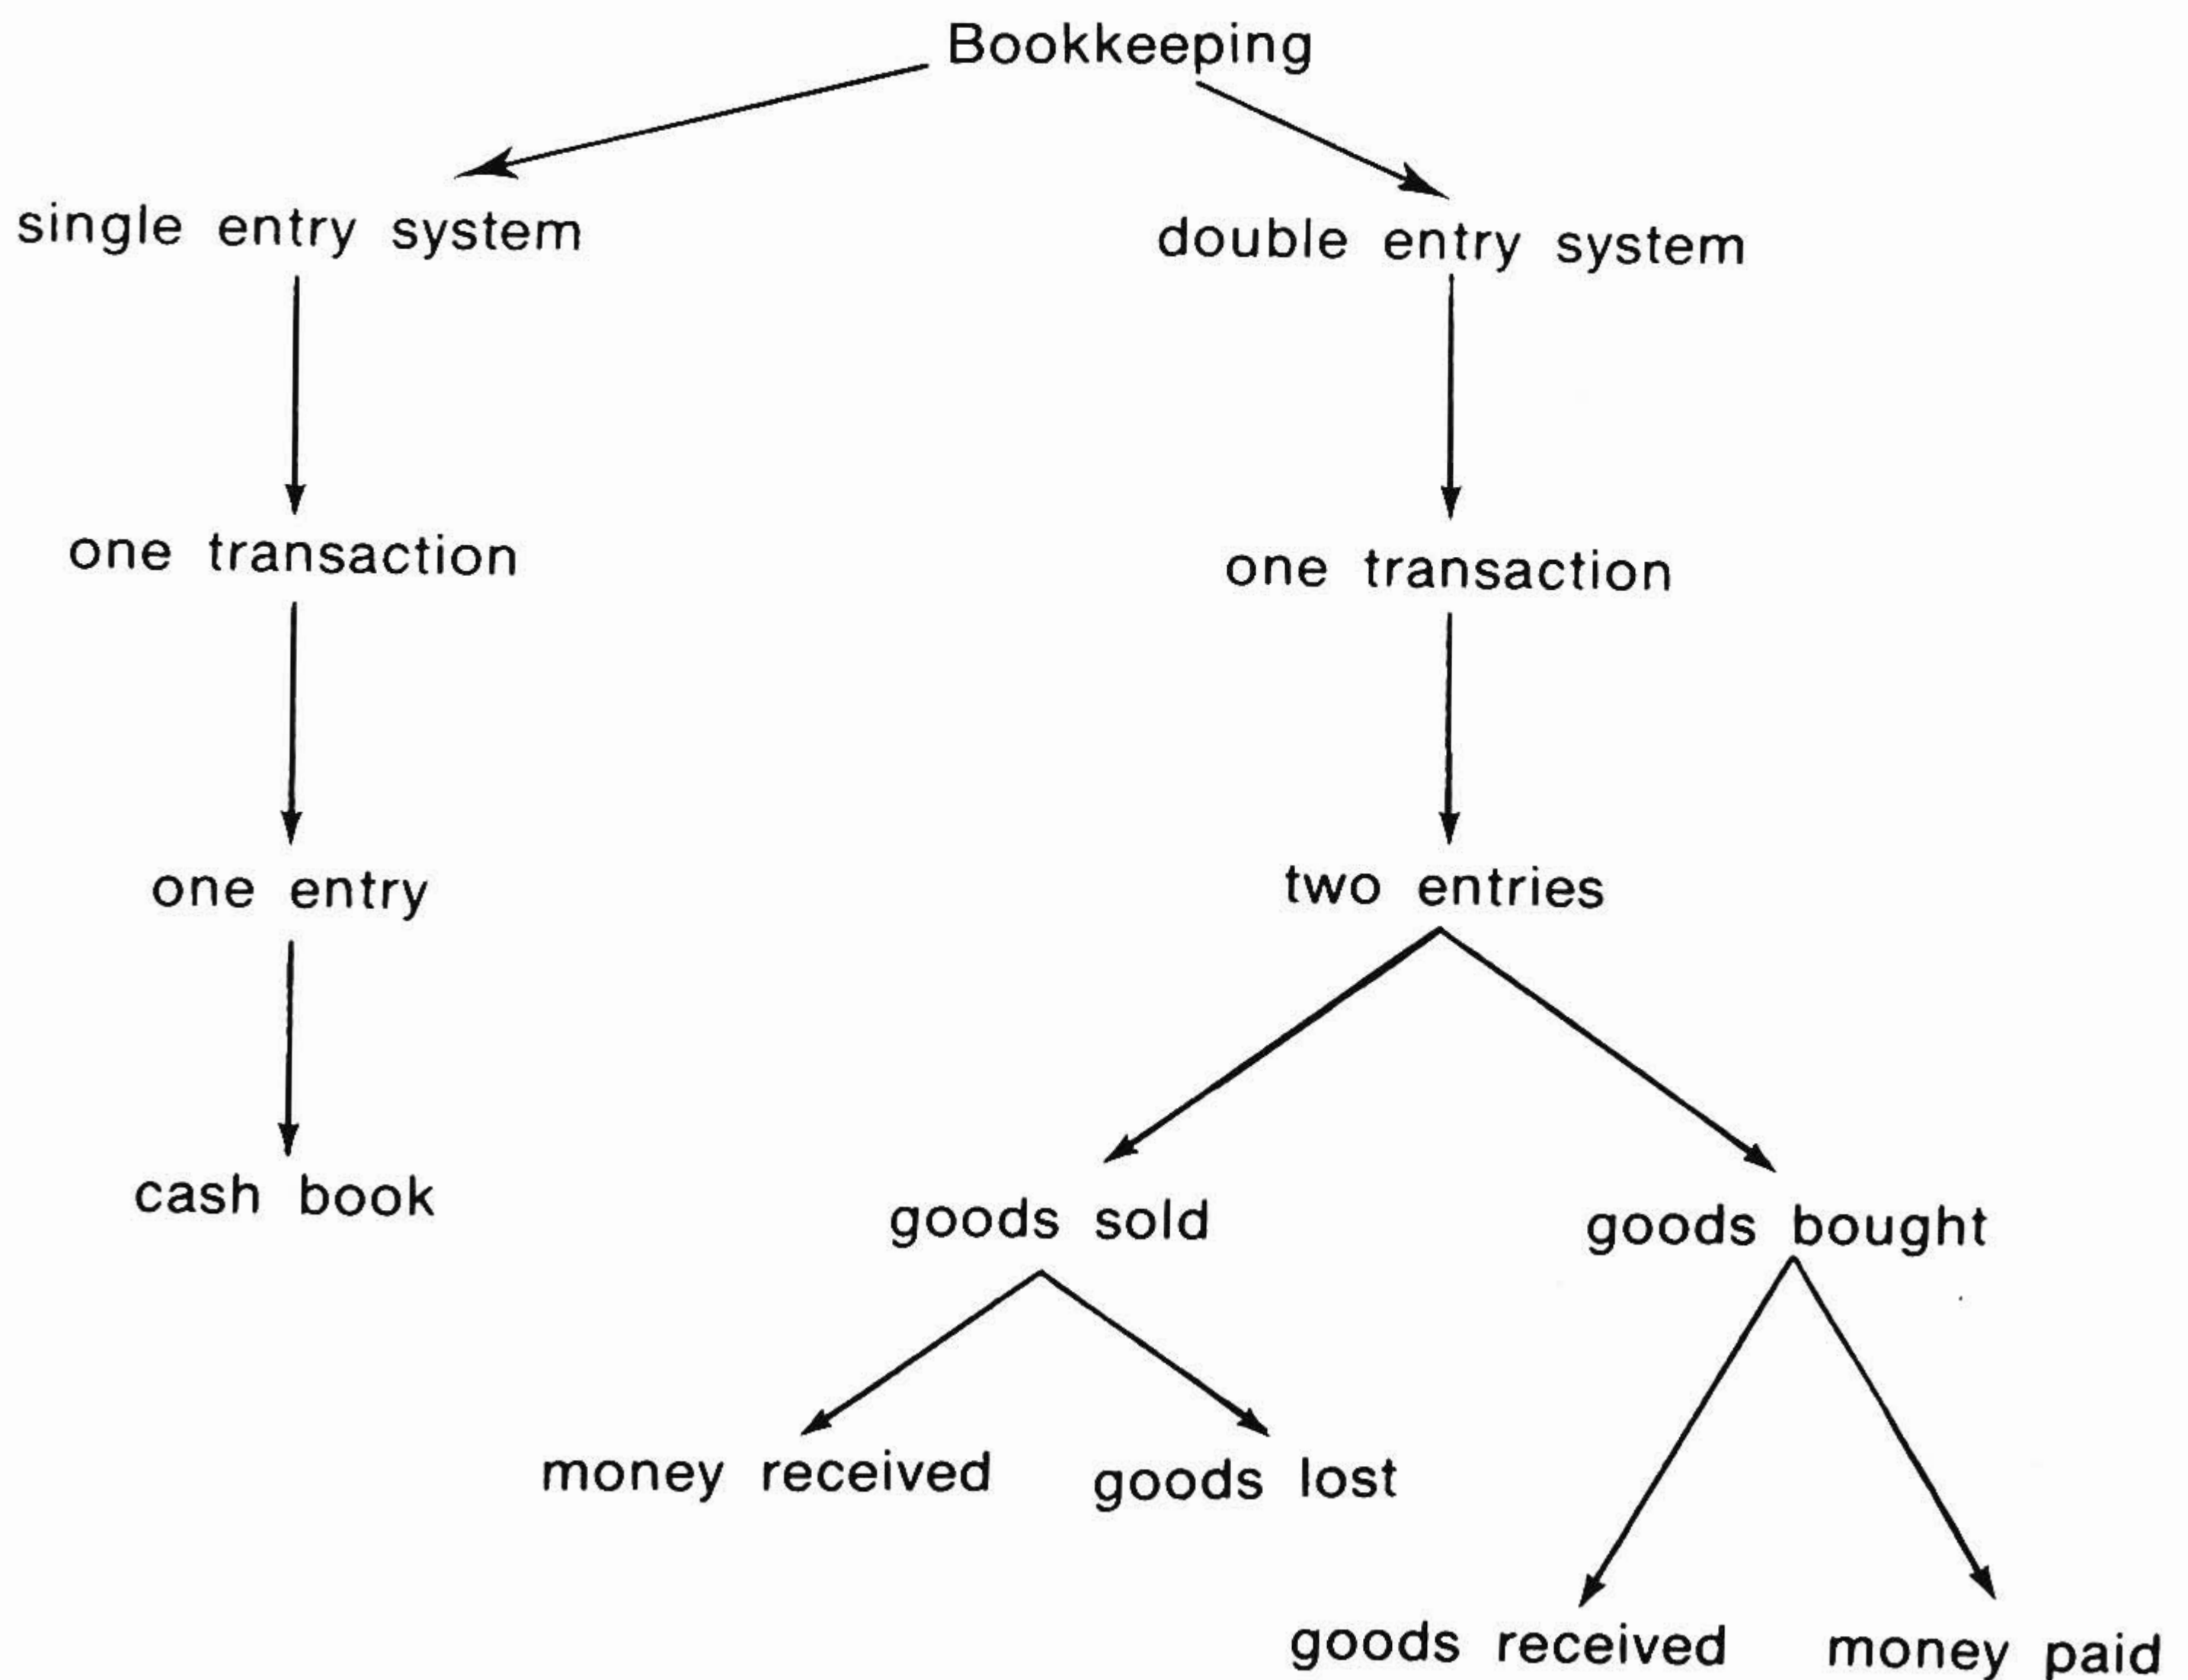 Bookkeeping
single entry system
double entry system
one transaction
one transaction
one entry
two entries
cash book
goods sold
goods bought
money received
goods lost
goods received
money paid